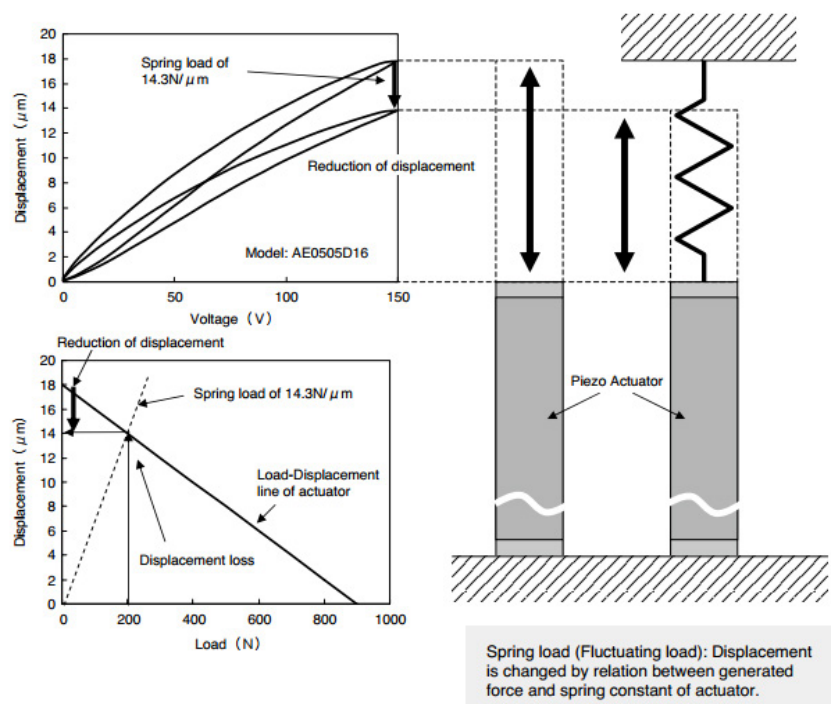 20
18
16
14
12
10
8
6
4
2
0
Displacement (μm)
Spring load of
14.3N/μm
Reduction of displacement
Model: AE0505D16
0
50
100
150
Voltage (V)
Reduction of displacement
20
18
16
14
12
10
8
6
4
2
0
Displacement (μm)
Spring load of 14.3N/μm
Load-Displacement
line of actuator
Displacement loss
0
200
400
600
800
1000
Load (N)
Piezo Actuator
Spring load (Fluctuating load): Displacement
is changed by relation between generated
force and spring constant of actuator.